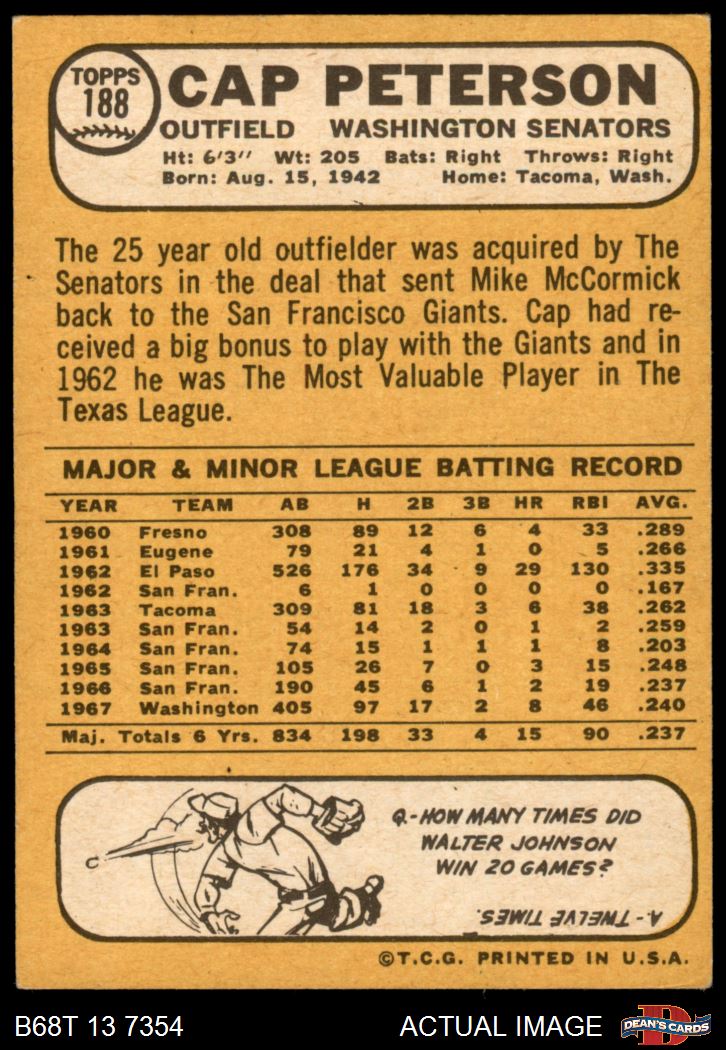 TOPPS
188
CAP PETERSON
OUTFIELD WASHINGTON SENATORS
Ht: 6'3" Wt: 205 Bats: Right Throws: Right
Born: Aug. 15, 1942 Home: Tacoma, Wash.
The 25 year old outfielder was acquired by The
Senators in the deal that sent Mike McCormick
back to the San Francisco Giants. Cap had re-
ceived a big bonus to play with the Giants and in
1962 he was The Most Valuable Player in The
Texas League.
MAJOR & MINOR LEAGUE BATTING RECORD
YEAR TEAM AB H 2B 3B HR RBI AVG.
1960 Fresno 308 89 12 6 4 33 .289
1961 Eugene 79 21 4 1 0 5 .266
1962 El Paso 526 176 34 9 29 130 .335
1962 San Fran. 6 1 0 0 0 0 .167
1963 Tacoma 309 81 18 3 6 38 .262
1963 San Fran. 54 14 2 0 1 2 .259
1964 San Fran. 74 15 1 1 1 8 .203
1965 San Fran. 105 26 7 0 3 15 .248
1966 San Fran. 190 45 6 1 2 19 .237
1967 Washington 405 97 17 2 8 46 .240
Maj. Totals 6 Yrs. 834 198 33 4 15 90 .237
Q.-HOW MANY TIMES DID
WALTER JOHNSON
WIN 20 GAMES?
A-TWELVE TIMES.
©T.C.G. PRINTED IN U.S.A.
B68T 13 7354 ACTUAL IMAGE
D
DEAN'S CARDS